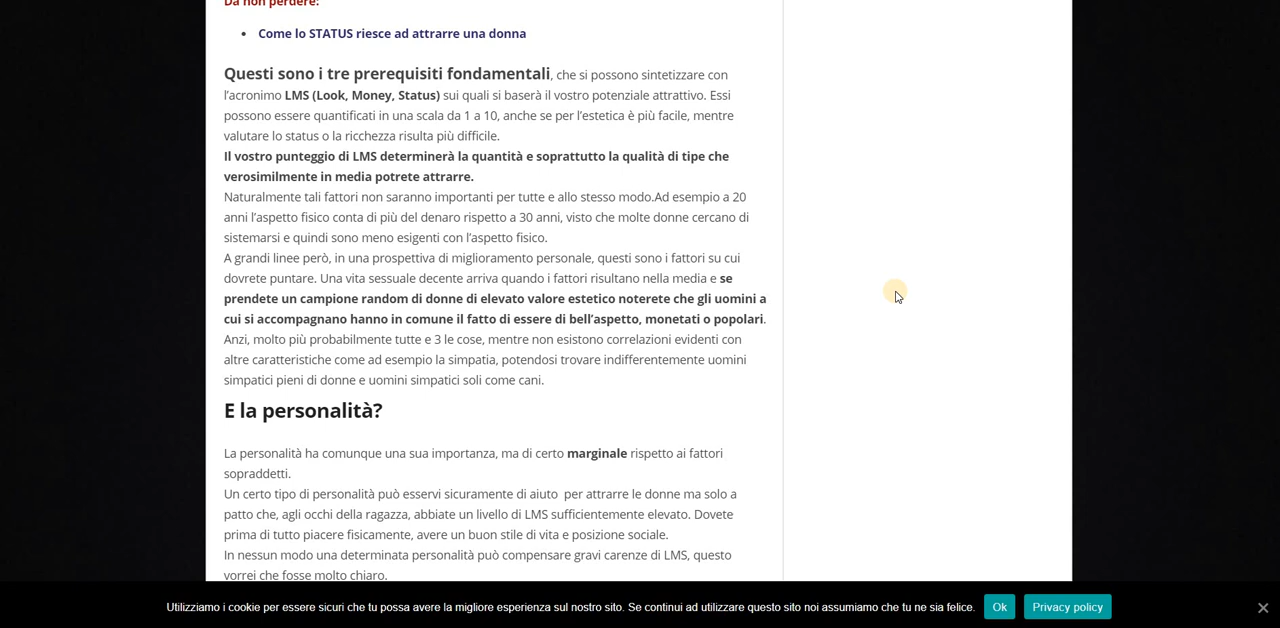 Da non perdere:
Come lo STATUS riesce ad attrarre una donna
Questi sono i tre prerequisiti fondamentali, che si possono sintetizzare con
l'acronimo LMS (Look, Money, Status) sui quali si baserà il vostro potenziale attrattivo. Essi
possono essere quantificati in una scala da 1 a 10, anche se per l'estetica è più facile, mentre
valutare lo status o la ricchezza risulta più difficile.
Il vostro punteggio di LMS determinerà la quantità e soprattutto la qualità di tipe che
verosimilmente in media potrete attrarre.
Naturalmente tali fattori non saranno importanti per tutte e allo stesso modo.Ad esempio a 20
anni l'aspetto fisico conta di più del denaro rispetto a 30 anni, visto che molte donne cercano di
sistemarsi e quindi sono meno esigenti con l'aspetto fisico.
A grandi linee però, in una prospettiva di miglioramento personale, questi sono i fattori su cui
dovrete puntare. Una vita sessuale decente arriva quando i fattori risultano nella media e se
prendete un campione random di donne di elevato valore estetico noterete che gli uomini a
cui si accompagnano hanno in comune il fatto di essere di bell'aspetto, monetati o popolari.
Anzi, molto più probabilmente tutte e 3 le cose, mentre non esistono correlazioni evidenti con
altre caratteristiche come ad esempio la simpatia, potendosi trovare indifferentemente uomini
simpatici pieni di donne e uomini simpatici soli come cani.
E la personalità?
La personalità ha comunque una sua importanza, ma di certo marginale rispetto ai fattori
sopraddetti.
Un certo tipo di personalità può esservi sicuramente di aiuto  per attrarre le donne ma solo a
patto che, agli occhi della ragazza, abbiate un livello di LMS sufficientemente elevato. Dovete
prima di tutto piacere fisicamente, avere un buon stile di vita e posizione sociale.
In nessun modo una determinata personalità può compensare gravi carenze di LMS, questo
vorrei che fosse molto chiaro.
Utilizziamo i cookie per essere sicuri che tu possa avere la migliore esperienza sul nostro sito. Se continui ad utilizzare questo sito noi assumiamo che tu ne sia felice. Ok Privacy policy